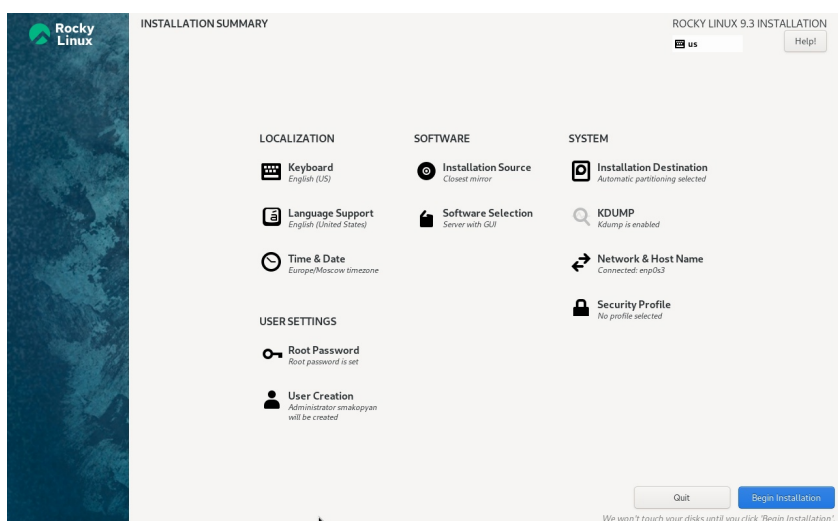 Rocky
Linux
INSTALLATION SUMMARY
ROCKY LINUX 9.3 INSTALLATION
us
Help!
LOCALIZATION
Keyboard
English (US)
Language Support
English (United States)
Time & Date
Europe/Moscow timezone
SOFTWARE
Installation Source
Closest mirror
Software Selection
Server with GUI
SYSTEM
Installation Destination
Automatic partitioning selected
KDUMP
Kdump is enabled
Network & Host Name
Connected: enp0s3
Security Profile
No profile selected
USER SETTINGS
Root Password
Root password is set
User Creation
Administrator smakopyan
will be created
Quit
Begin Installation
We won't touch your disks until you click 'Begin Installation'.